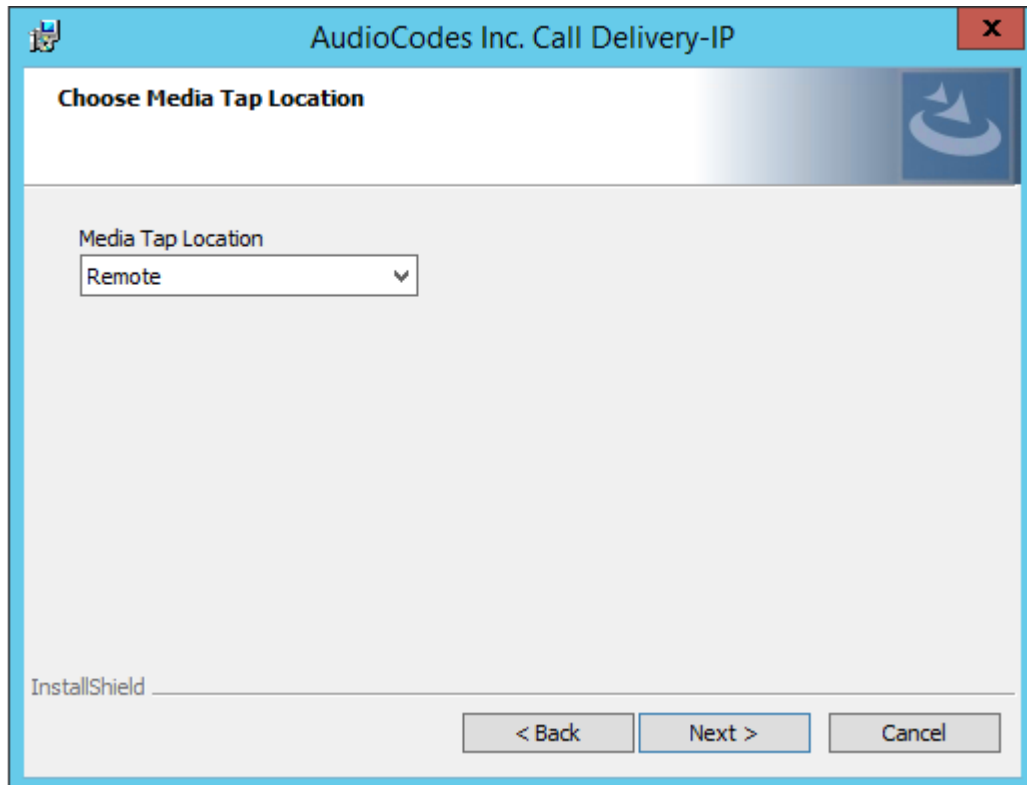 AudioCodes Inc. Call Delivery-IP
x
Choose Media Tap Location
Media Tap Location
Remote
InstallShield
< Back
Next >
Cancel